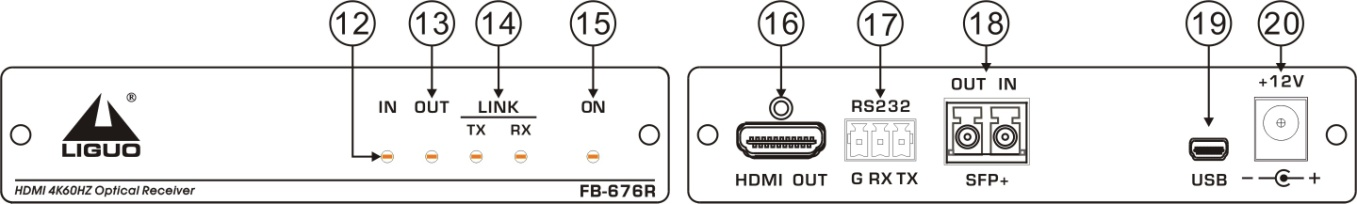 12 13 14 15 16 17 18 19 20
IN OUT LINK ON
TX RX
®
LIGUO
HDMI 4K60HZ Optical Receiver FB-676R
RS232 OUT IN +12V
HDMI OUT G RX TX SFP+ USB - +